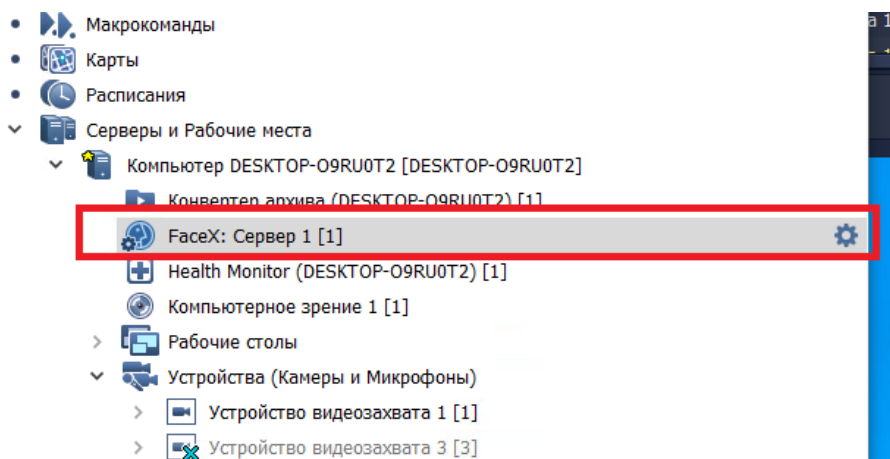 Макрокоманды
Карты
Расписания
Серверы и Рабочие места
Компьютер DESKTOP-O9RU0T2 [DESKTOP-O9RU0T2]
Конвертер архива (DESKTOP-O9RU0T2) [1]
FaceX: Сервер 1 [1]
Health Monitor (DESKTOP-O9RU0T2) [1]
Компьютерное зрение 1 [1]
Рабочие столы
Устройства (Камеры и Микрофоны)
Устройство видеозахвата 1 [1]
Устройство видеозахвата 3 [3]